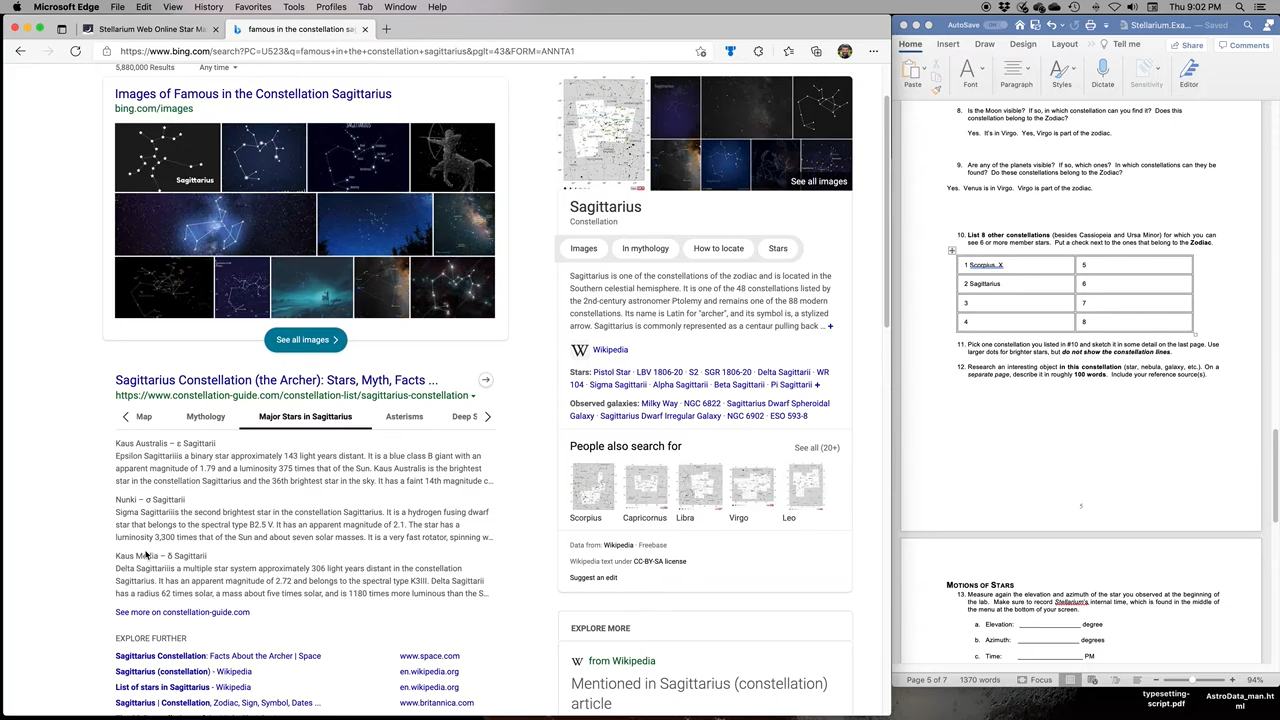 Microsoft Edge File Edit View History Favorites Tools Profiles Tab Window Help
Thu 9:02 PM
Stellarium Web Online Star Ma
famous in the constellation sa
https://www.bing.com/search?PC=U523&q=famous+in+the+constellation+sagittarius&pglt=43&FORM=ANNTA1
5,880,000 Results Any time
Images of Famous in the Constellation Sagittarius
bing.com/images
Sagittarius
See all images
Sagittarius Constellation (the Archer): Stars, Myth, Facts ...
https://www.constellation-guide.com/constellation-list/sagittarius-constellation
Map Mythology Major Stars in Sagittarius Asterisms Deep S
Kaus Australis – ε Sagittarii
Epsilon Sagittariiis a binary star approximately 143 light years distant. It is a blue class B giant with an
apparent magnitude of 1.79 and a luminosity 375 times that of the Sun. Kaus Australis is the brightest
star in the constellation Sagittarius and the 36th brightest star in the sky. It has a faint 14th magnitude c...
Nunki – σ Sagittarii
Sigma Sagittariiis the second brightest star in the constellation Sagittarius. It is a hydrogen fusing dwarf
star that belongs to the spectral type B2.5 V. It has an apparent magnitude of 2.1. The star has a
luminosity 3,300 times that of the Sun and about seven solar masses. It is a very fast rotator, spinning w...
Kaus Media – δ Sagittarii
Delta Sagittariiis a multiple star system approximately 306 light years distant in the constellation
Sagittarius. It has an apparent magnitude of 2.72 and belongs to the spectral type K3III. Delta Sagittarii
has a radius 62 times solar, a mass about five times solar, and is 1180 times more luminous than the S...
See more on constellation-guide.com
EXPLORE FURTHER
Sagittarius Constellation: Facts About the Archer | Space www.space.com
Sagittarius (constellation) - Wikipedia en.wikipedia.org
List of stars in Sagittarius - Wikipedia en.wikipedia.org
Sagittarius | Constellation, Zodiac, Sign, Symbol, Dates ... www.britannica.com
See all images
Sagittarius
Constellation
Images In mythology How to locate Stars
Sagittarius is one of the constellations of the zodiac and is located in the
Southern celestial hemisphere. It is one of the 48 constellations listed by
the 2nd-century astronomer Ptolemy and remains one of the 88 modern
constellations. Its name is Latin for "archer", and its symbol is, a stylized
arrow. Sagittarius is commonly represented as a centaur pulling back ... +
W Wikipedia
Stars: Pistol Star · LBV 1806-20 · S2 · SGR 1806-20 · Delta Sagittarii · WR
104 · Sigma Sagittarii · Alpha Sagittarii · Beta Sagittarii · Pi Sagittarii +
Observed galaxies: Milky Way · NGC 6822 · Sagittarius Dwarf Spheroidal
Galaxy · Sagittarius Dwarf Irregular Galaxy · NGC 6902 · ESO 593-8
People also search for See all (20+)
Scorpius Capricornus Libra Virgo Leo
Data from: Wikipedia · Freebase
Wikipedia text under CC-BY-SA license
Suggest an edit
EXPLORE MORE
W from Wikipedia
Mentioned in Sagittarius (constellation)
article
AutoSave OFF Stellarium.Exa... — Saved
Home Insert Draw Design Layout Tell me Share Comments
Paste Font Paragraph Styles Dictate Sensitivity Editor
8. Is the Moon visible? If so, in which constellation can you find it? Does this
constellation belong to the Zodiac?
Yes. It's in Virgo. Yes, Virgo is part of the zodiac.
9. Are any of the planets visible? If so, which ones? In which constellations can they be
found? Do these constellations belong to the Zodiac?
Yes. Venus is in Virgo. Virgo is part of the zodiac.
10. List 8 other constellations (besides Cassiopeia and Ursa Minor) for which you can
see 6 or more member stars. Put a check next to the ones that belong to the Zodiac.
1 Scorpius X 5
2 Sagittarius 6
3 7
4 8
11. Pick one constellation you listed in #10 and sketch it in some detail on the last page. Use
larger dots for brighter stars, but do not show the constellation lines.
12. Research an interesting object in this constellation (star, nebula, galaxy, etc.). On a
separate page, describe it in roughly 100 words. Include your reference source(s).
5
MOTIONS OF STARS
13. Measure again the elevation and azimuth of the star you observed at the beginning of
the lab. Make sure to record Stellarium's internal time, which is found in the middle of
the menu at the bottom of your screen.
a. Elevation: ____________ degree
b. Azimuth: ____________ degrees
c. Time: ____________ PM
Page 5 of 7 1370 words Focus 94%
typesetting-script.pdf
AstroData_man.html